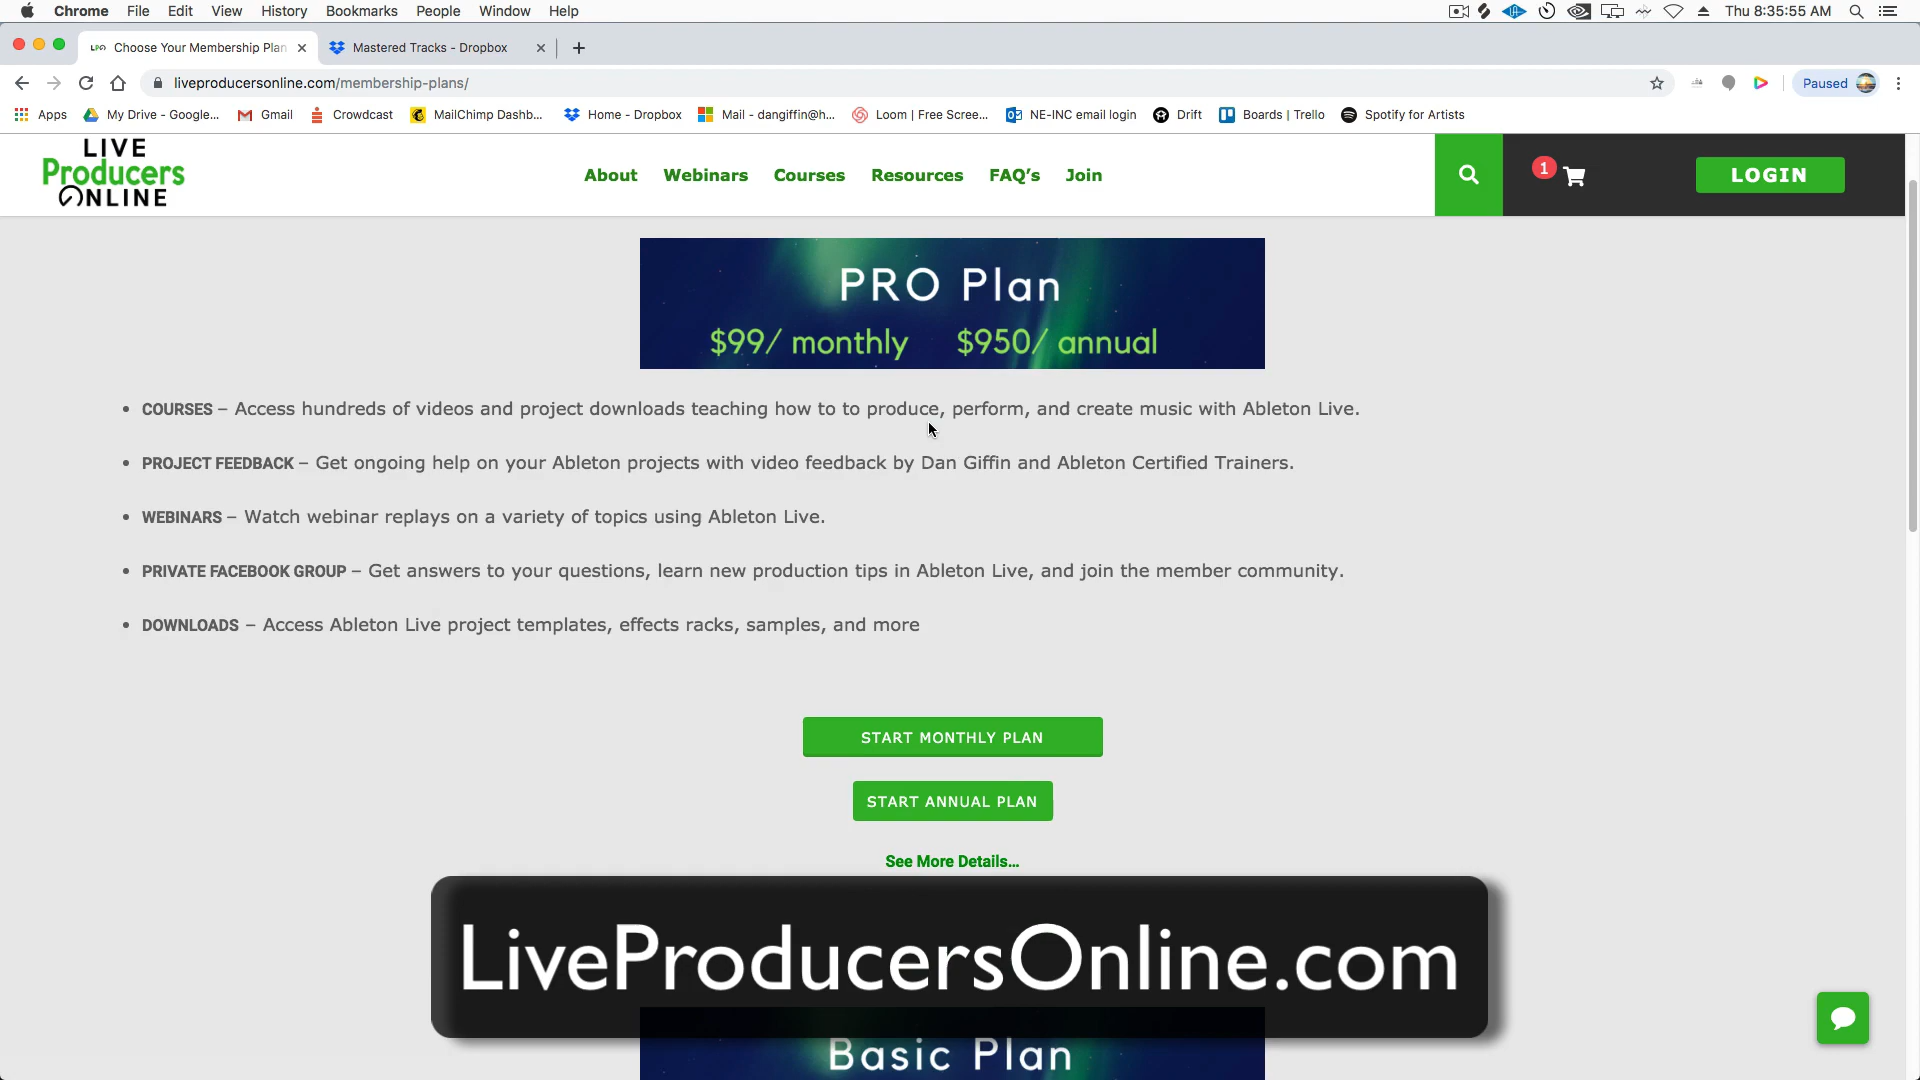 Chrome File Edit View History Bookmarks People Window Help Thu 8:35:55 AM
LPO Choose Your Membership Plan Mastered Tracks - Dropbox
liveproducersonline.com/membership-plans/ Paused
Apps My Drive - Google... Gmail Crowdcast MailChimp Dashb... Home - Dropbox Mail - dangiffin@h... Loom | Free Scree... NE-INC email login Drift Boards | Trello Spotify for Artists
LIVE
Producers
ONLINE
About Webinars Courses Resources FAQ's Join 1 LOGIN
PRO Plan
$99/ monthly $950/ annual
• COURSES – Access hundreds of videos and project downloads teaching how to to produce, perform, and create music with Ableton Live.
• PROJECT FEEDBACK – Get ongoing help on your Ableton projects with video feedback by Dan Giffin and Ableton Certified Trainers.
• WEBINARS – Watch webinar replays on a variety of topics using Ableton Live.
• PRIVATE FACEBOOK GROUP – Get answers to your questions, learn new production tips in Ableton Live, and join the member community.
• DOWNLOADS – Access Ableton Live project templates, effects racks, samples, and more
START MONTHLY PLAN
START ANNUAL PLAN
See More Details...
LiveProducersOnline.com
Basic Plan